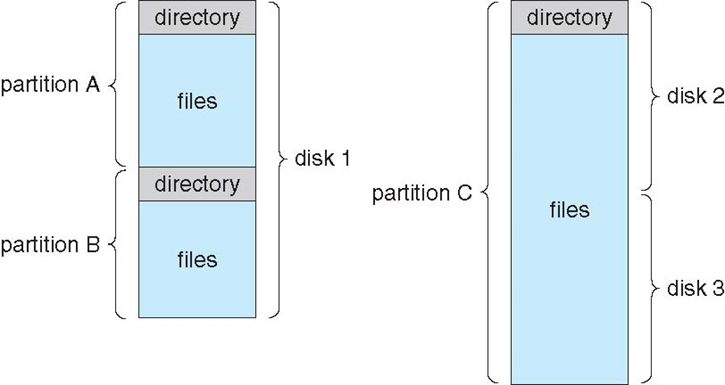 directory
partition A
files
disk 1
directory
partition B
files
directory
disk 2
partition C
files
disk 3